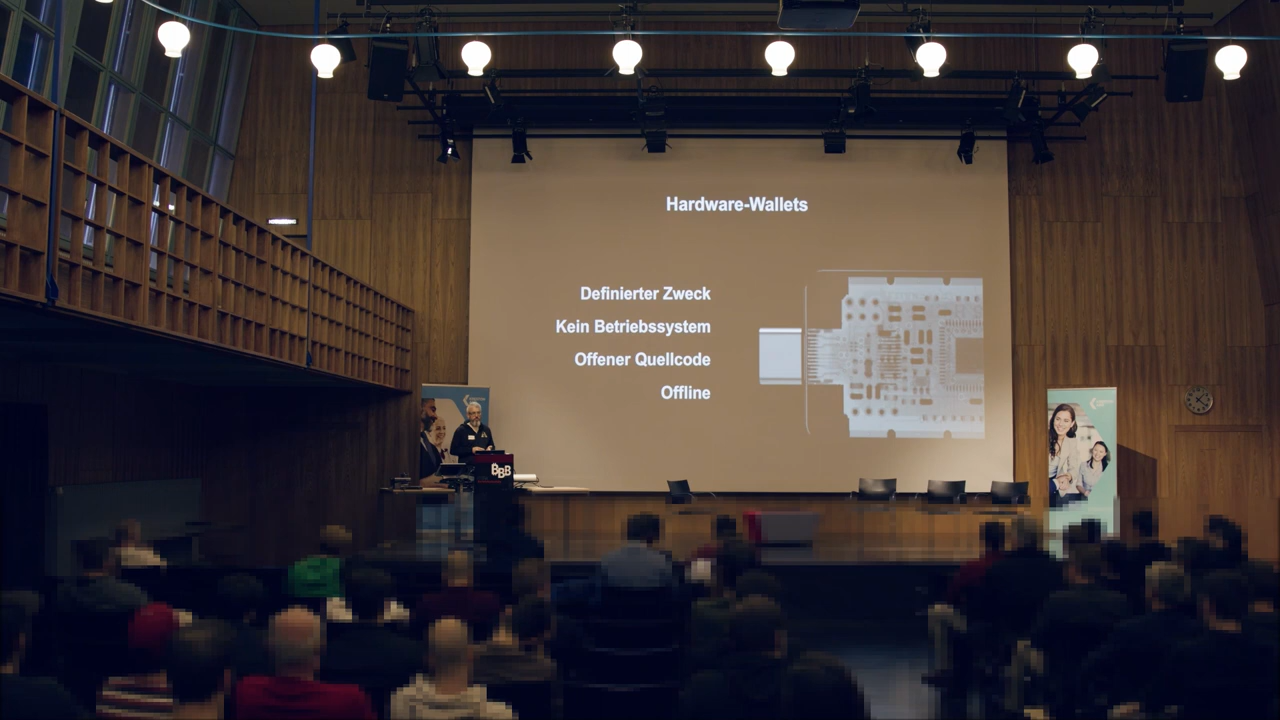 Hardware-Wallets
Definierter Zweck
Kein Betriebssystem
Offener Quellcode
Offline
BBB